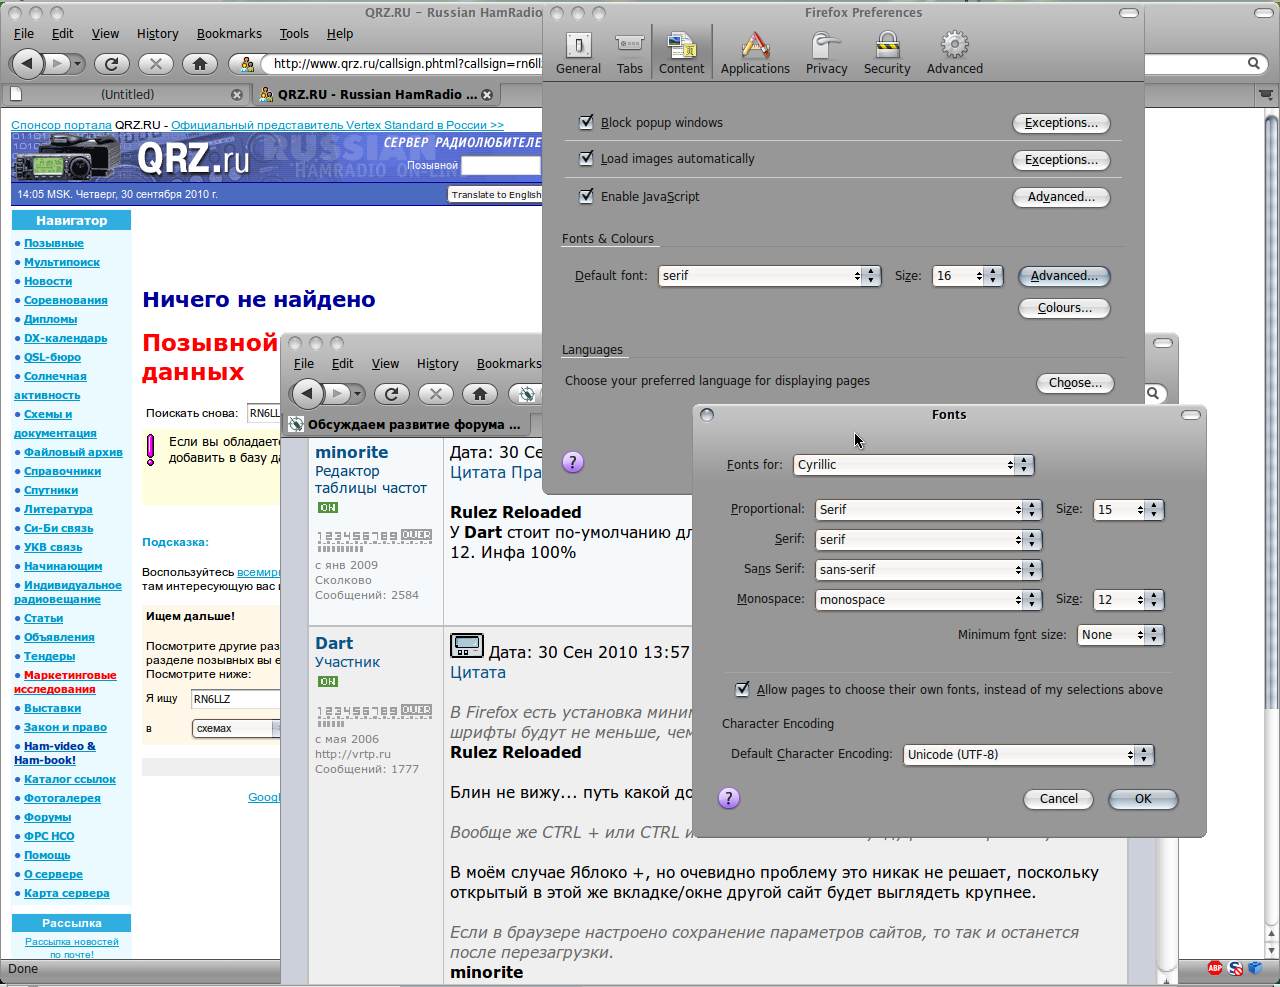 QRZ.RU - Russian HamRadio
File Edit View History Bookmarks Tools Help
http://www.qrz.ru/callsign.phtml?callsign=rn6ll
(Untitled)
QRZ.RU - Russian HamRadio ...
Спонсор портала QRZ.RU - Официальный представитель Vertex Standard в России >>
QRZ.ru
RUSSIAN
HAMRADIO ON-LIN
СЕРВЕР РАДИОЛЮБИТЕЛЕ
Позывной
14:05 MSK. Четверг, 30 сентября 2010 г.
Translate to English
Навигатор
Позывные
Мультипоиск
Новости
Соревнования
Дипломы
DX-календарь
QSL-бюро
Солнечная
активность
Схемы и
документация
Файловый архив
Справочники
Спутники
Литература
Си-Би связь
УКВ связь
Начинающим
Индивидуальное
радиовещание
Статьи
Объявления
Тендеры
Маркетинговые
исследования
Выставки
Закон и право
Ham-video &
Ham-book!
Каталог ссылок
Фотогалерея
Форумы
ФРС НСО
Помощь
О сервере
Карта сервера
Рассылка
Рассылка новостей
по почте!
Done
Ничего не найдено
Позывной
данных
Поискать снова: RN6LL
Если вы обладаете
добавить в базу да
Подсказка:
Воспользуйтесь всемир
там интересующую вас и
Ищем дальше!
Посмотрите другие раз
разделе позывных вы е
Посмотрите ниже:
Я ищу RN6LLZ
в схемах
Googl
File Edit View History Bookmarks
Обсуждаем развитие форума ...
minorite
Редактор
таблицы частот
ON
123456789 OVER
с янв 2009
Сколково
Сообщений: 2584
Дата: 30 Се
Цитата Пра
Rulez Reloaded
У Dart стоит по-умолчанию дл
12. Инфа 100%
Dart
Участник
ON
123456789 OVER
с мая 2006
http://vrtp.ru
Сообщений: 1777
Дата: 30 Сен 2010 13:57
Цитата
В Firefox есть установка миним
шрифты будут не меньше, чем
Rulez Reloaded
Блин не вижу... путь какой до
Вообще же CTRL + или CTRL и
В моём случае Яблоко +, но очевидно проблему это никак не решает, поскольку
открытый в этой же вкладке/окне другой сайт будет выглядеть крупнее.
Если в браузере настроено сохранение параметров сайтов, то так и останется
после перезагрузки.
minorite
Firefox Preferences
General Tabs Content Applications Privacy Security Advanced
Block popup windows Exceptions...
Load images automatically Exceptions...
Enable JavaScript Advanced...
Fonts & Colours
Default font: serif Size: 16 Advanced...
Colours...
Languages
Choose your preferred language for displaying pages Choose...
?
Fonts
Fonts for: Cyrillic
Proportional: Serif Size: 15
Serif: serif
Sans Serif: sans-serif
Monospace: monospace Size: 12
Minimum font size: None
Allow pages to choose their own fonts, instead of my selections above
Character Encoding
Default Character Encoding: Unicode (UTF-8)
? Cancel OK
ABP